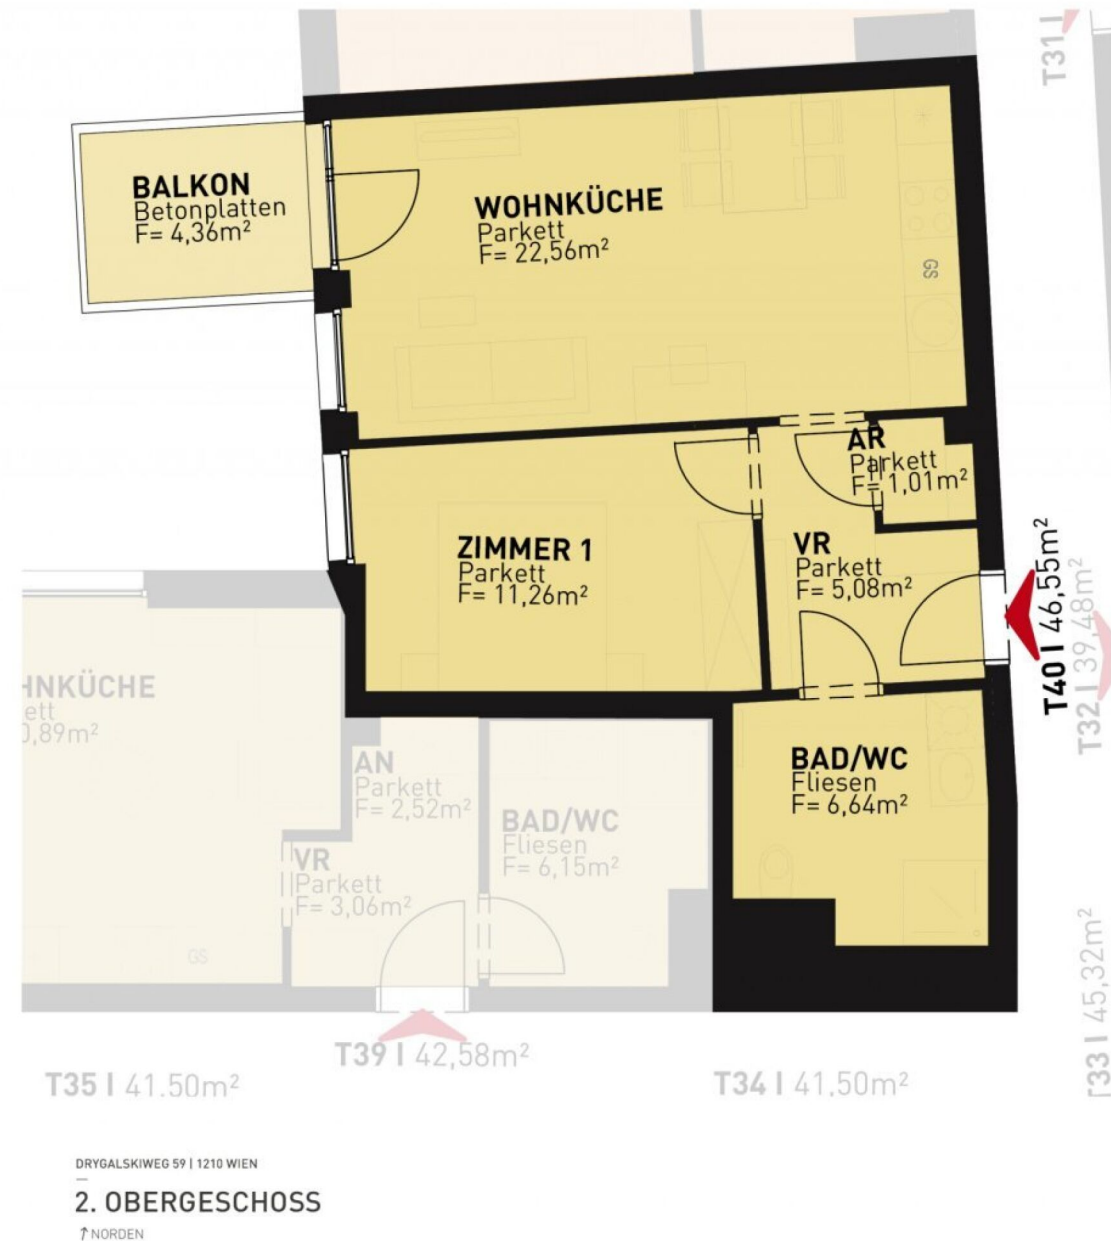 T31 I
BALKON
Betonplatten
F= 4,36m²
WOHNKÜCHE
Parkett
F= 22,56m²
GS
AR
Parkett
F= 1,01m²
ZIMMER 1
Parkett
F= 11,26m²
VR
Parkett
F= 5,08m²
T40 I 46,55m²
T32 I 39,48m²
HNKÜCHE
ett
0,89m²
AN
Parkett
F= 2,52m²
BAD/WC
Fliesen
F= 6,15m²
BAD/WC
Fliesen
F= 6,64m²
VR
Parkett
F= 3,06m²
GS
T33 I 45,32m²
T39 I 42,58m²
T35 I 41.50m²
T34 I 41,50m²
DRYGALSKIWEG 59 | 1210 WIEN
2. OBERGESCHOSS
NORDEN